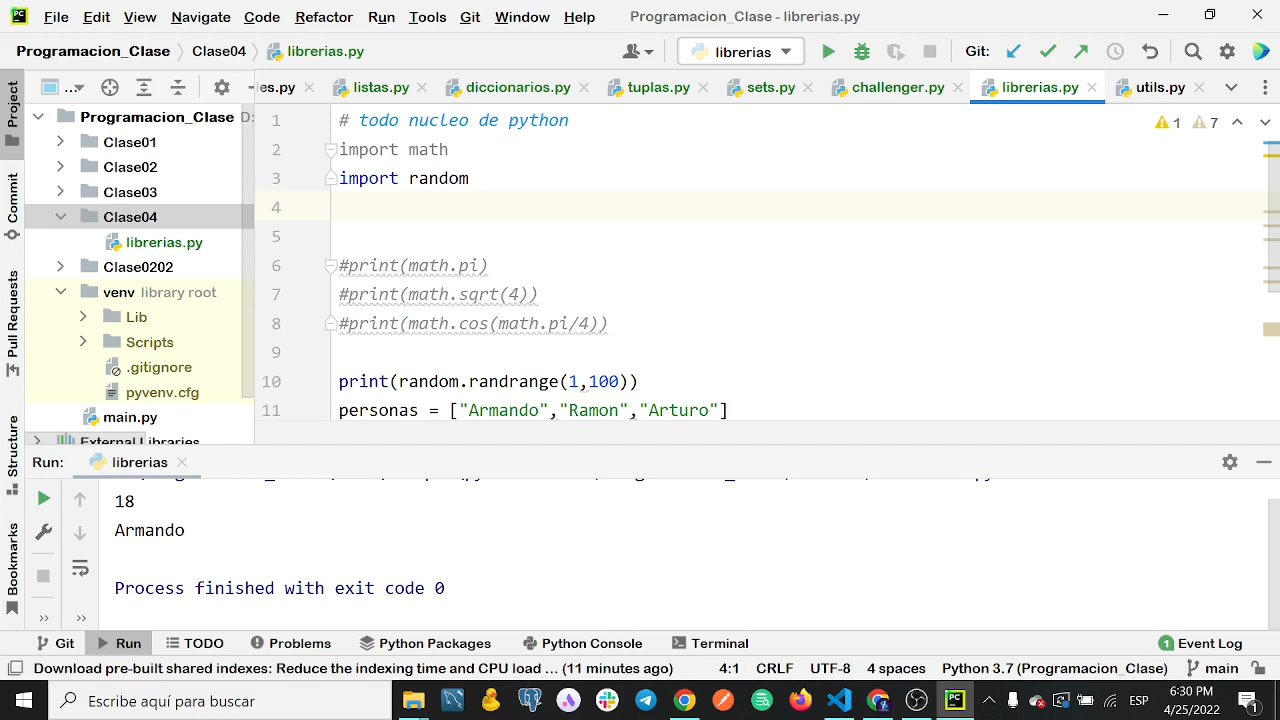 PC File Edit View Navigate Code Refactor Run Tools Git Window Help Programacion_Clase - librerias.py
Programacion_Clase Clase04 librerias.py librerias Git:
...es.py listas.py diccionarios.py tuplas.py sets.py challenger.py librerias.py utils.py
Project
Commit
Pull Requests
Structure
Bookmarks
Programacion_Clase D:
Clase01
Clase02
Clase03
Clase04
librerias.py
Clase0202
venv library root
Lib
Scripts
.gitignore
pyvenv.cfg
main.py
External Libraries
1 # todo nucleo de python
2 import math
3 import random
4
5
6 #print(math.pi)
7 #print(math.sqrt(4))
8 #print(math.cos(math.pi/4))
9
10 print(random.randrange(1,100))
11 personas = ["Armando","Ramon","Arturo"]
1 7
Run: librerias
18
Armando
Process finished with exit code 0
Git Run TODO Problems Python Packages Python Console Terminal 1 Event Log
Download pre-built shared indexes: Reduce the indexing time and CPU load ... (11 minutes ago) 4:1 CRLF UTF-8 4 spaces Python 3.7 (Programacion_Clase) main
Escribe aquí para buscar PC ESP 6:30 PM
4/25/2022 1